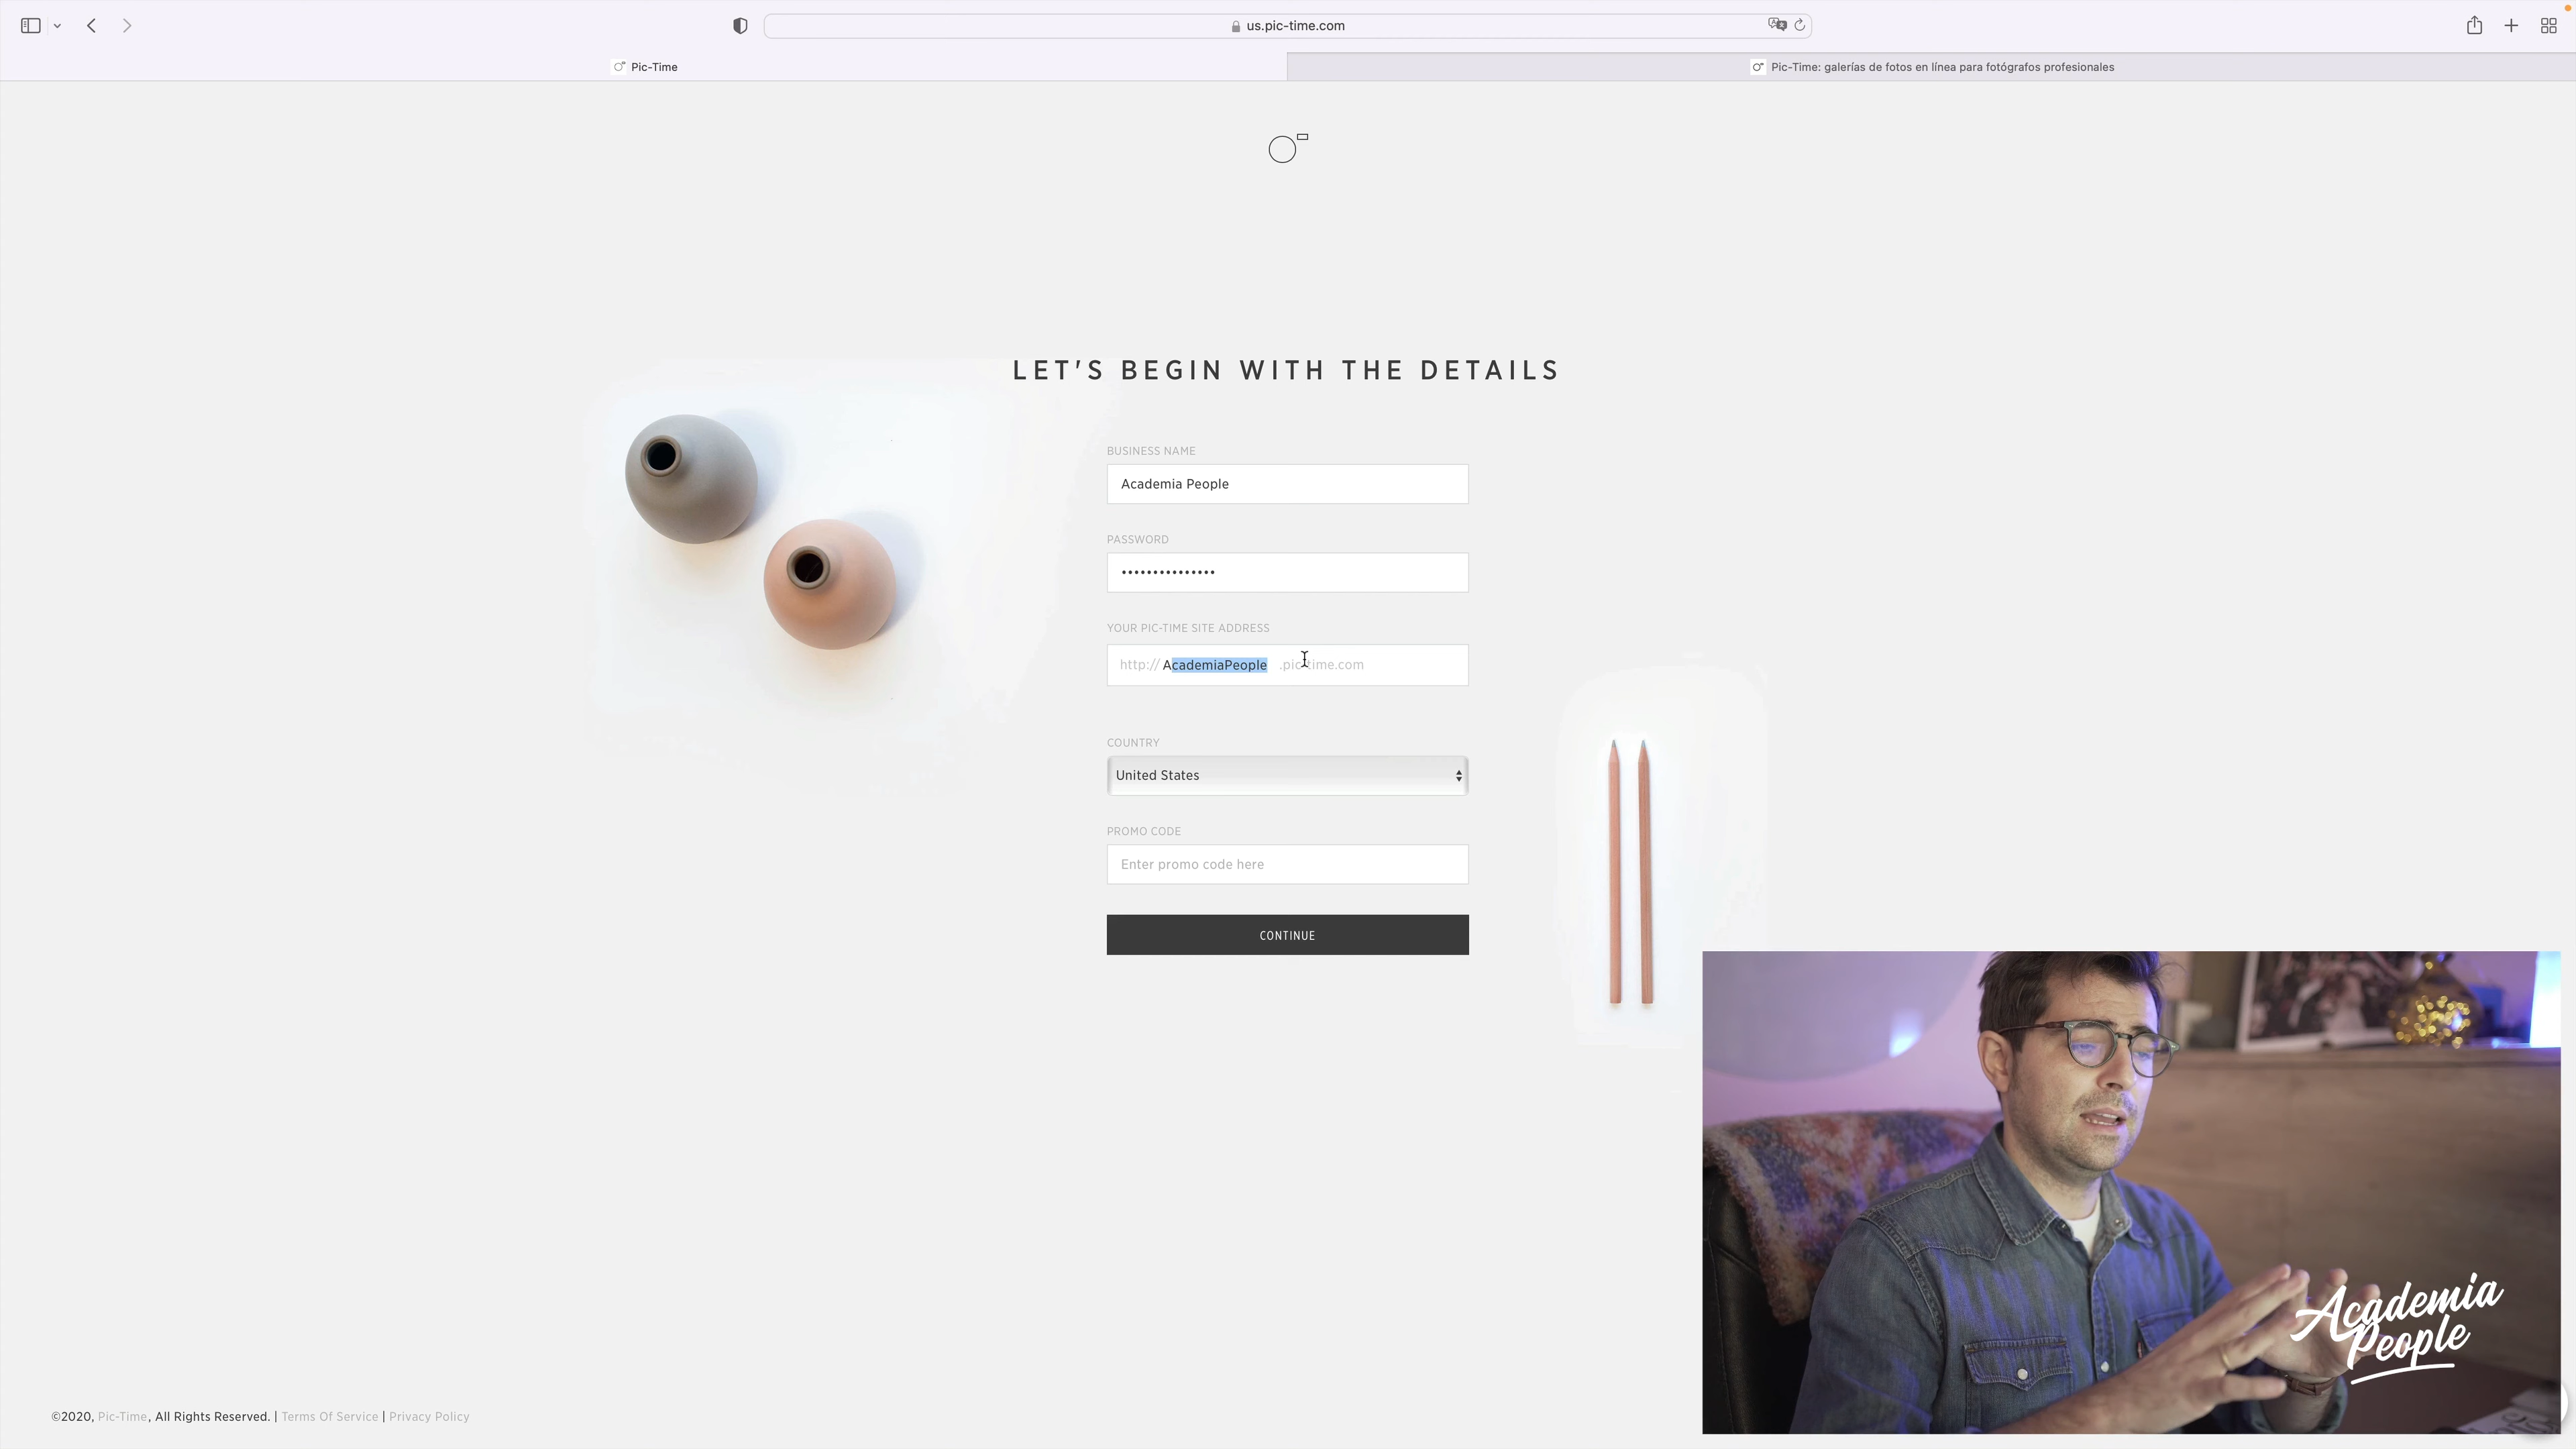 us.pic-time.com
Pic-Time
Pic-Time: galerías de fotos en línea para fotógrafos profesionales
LET'S BEGIN WITH THE DETAILS
BUSINESS NAME
Academia People
PASSWORD
•••••••••••••••
YOUR PIC-TIME SITE ADDRESS
http:// AcademiaPeople .pic-time.com
COUNTRY
United States
PROMO CODE
Enter promo code here
CONTINUE
Academia
People
©2020, Pic-Time, All Rights Reserved. | Terms Of Service | Privacy Policy